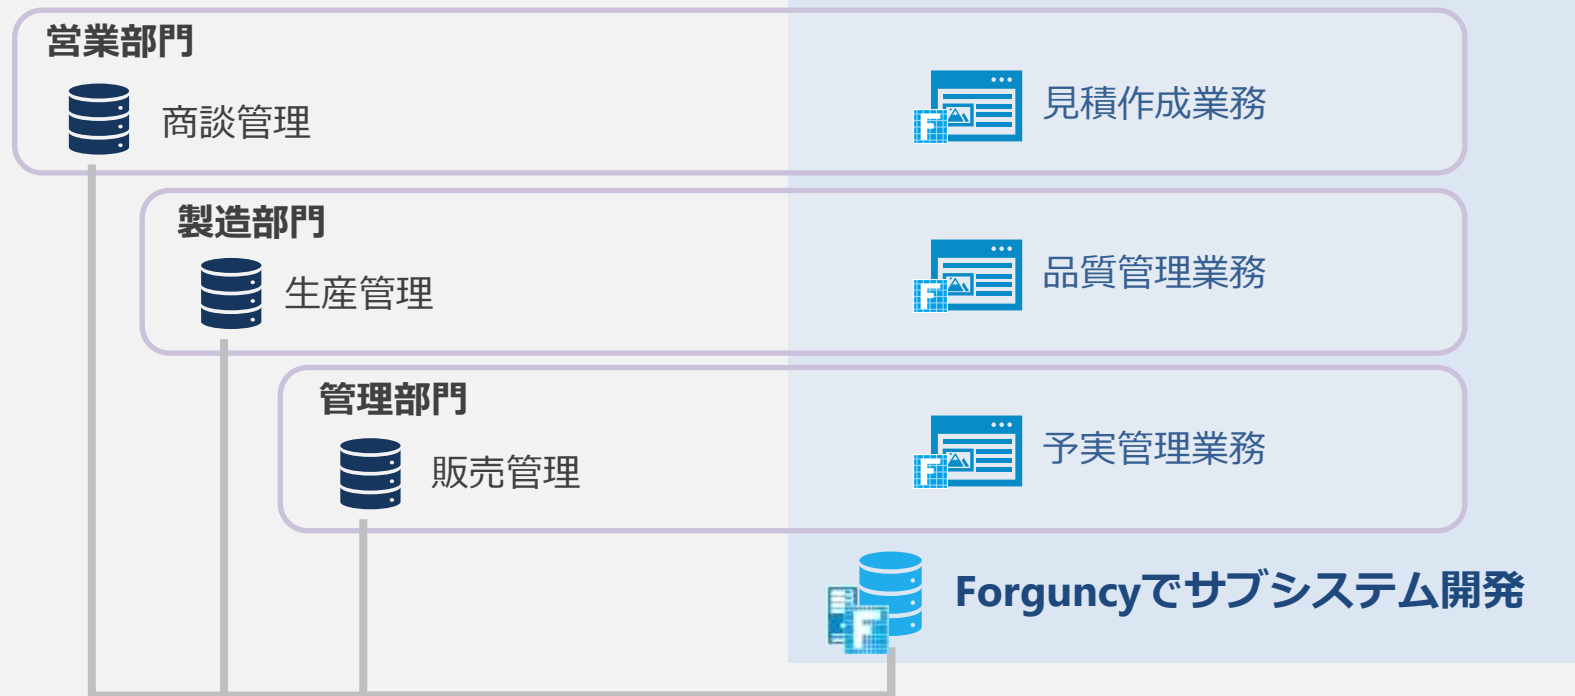 営業部門
商談管理
見積作成業務
製造部門
生産管理
品質管理業務
管理部門
販売管理
予実管理業務
Forguncyでサブシステム開発